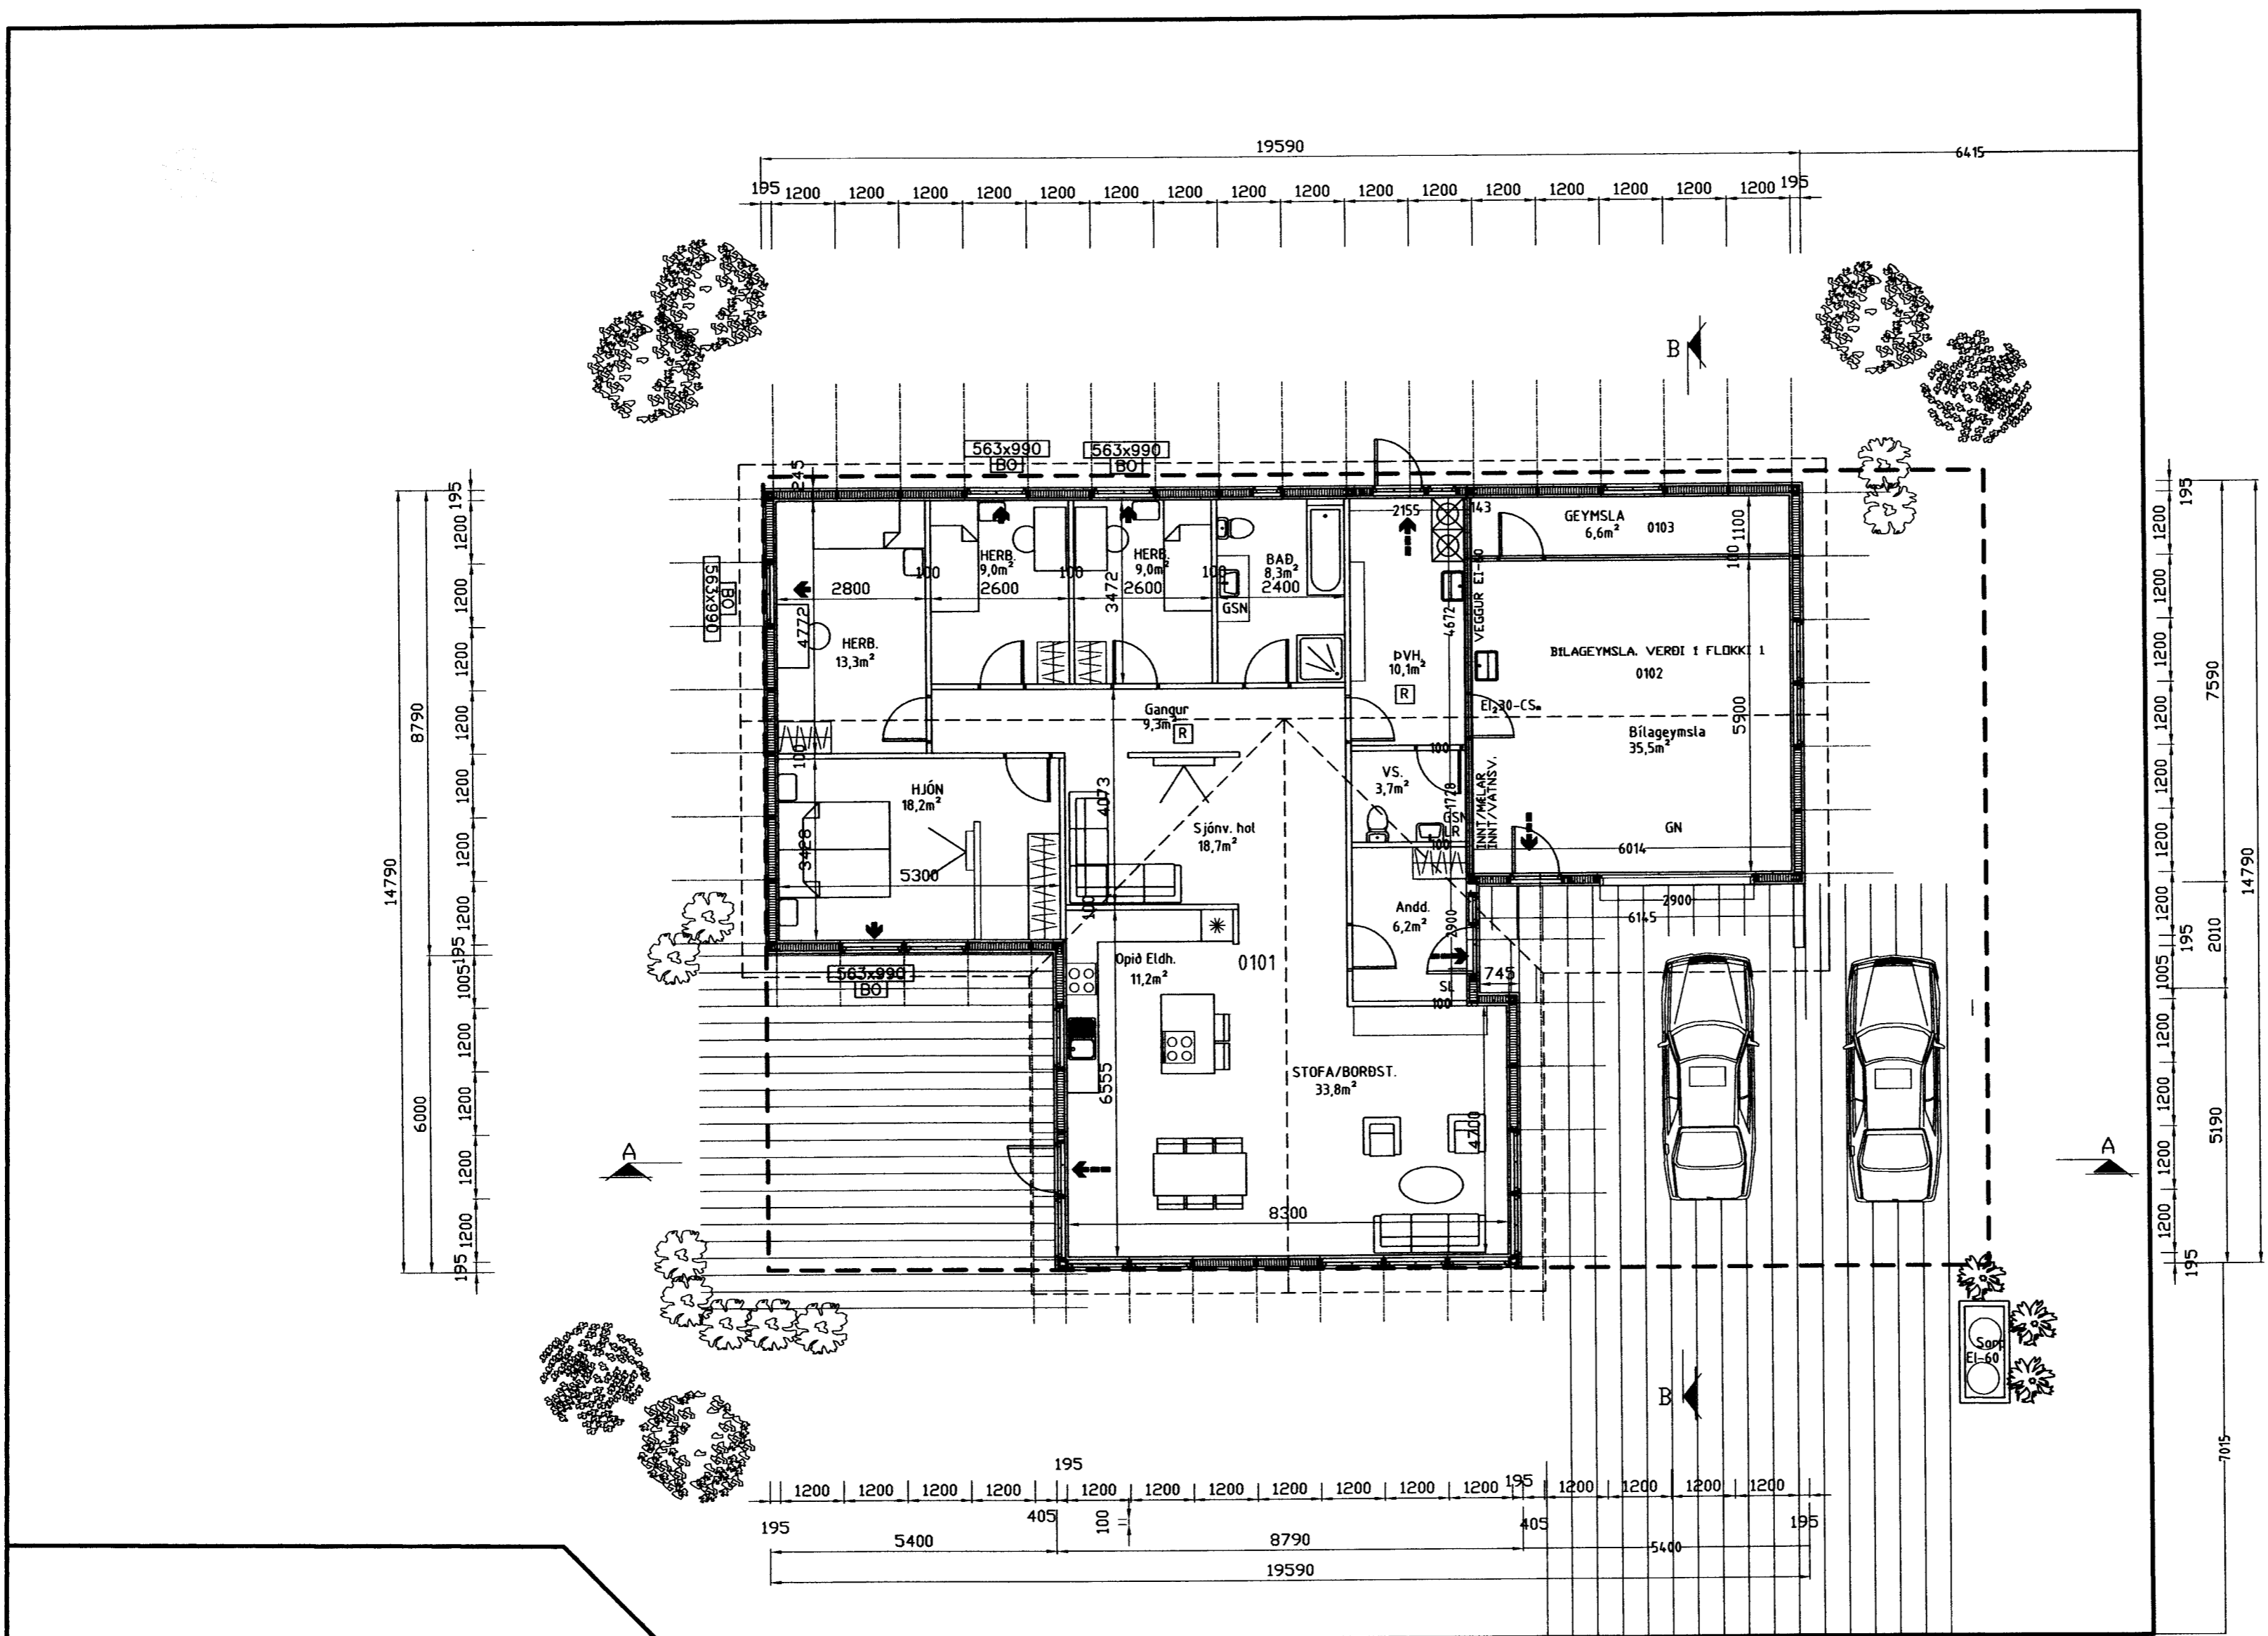 19590
6415
195 1200 1200 1200 1200 1200 1200 1200 1200 1200 1200 1200 1200 1200 1200 1200 1200 195
B
563x990
BO
563x990
BO
245
143
2155
GEYMSLA
6,6m² 0103
1100
100
HERB.
9,0m²
HERB.
9,0m²
BAÐ
8,3m²
2800
100
2600
100
3472
2600
100
2400
GSN
563x990
BO
4772
HERB.
13,3m²
4672
VEGGUR EI-60
ÞVH.
10,1m²
R
BÍLAGEYMSLA. VERÐI Í FLOKKI 1
0102
EI₂30-CSₘ
5900
Bílageymsla
35,5m²
Gangur
9,3m²
R
100
100
HJÓN
18,2m²
VS.
3,7m²
1728
GSN
LR
100
INNT/MÆLAR
INNT/VATNSV.
4073
Sjónv. hol
18,7m²
GN
6014
3428
5300
100
2900
6145
Andd.
6,2m²
2900
Opið Eldh.
11,2m²
0101
563x990
BO
SL
745
100
6555
STOFA/BORÐST.
33,8m²
4700
8300
A
A
14790
8790
6000
195
1200
1200
1200
1200
1200
1200
1200
195
1005
1200
1200
1200
1200
195
195
1200
1200
1200
1200
1200
1200
1200
195
1005
1200
1200
1200
1200
195
7590
2010
5190
14790
7015
Sorp
EI-60
B
195
195
1200 1200 1200 1200 1200 1200 1200 1200 1200 1200 1200 1200 1200 1200 1200
195
405
100
405
195
5400
8790
5400
19590